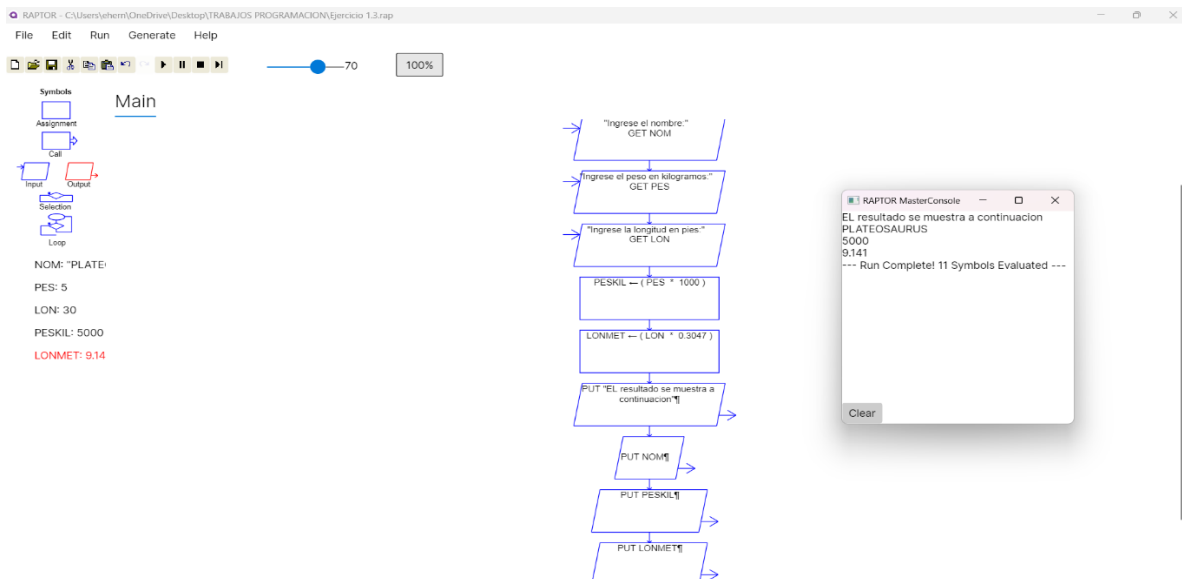 RAPTOR - C:\Users\ehern\OneDrive\Desktop\TRABAJOS PROGRAMACION\Ejercicio 1.3.rap
File Edit Run Generate Help
70
100%
Symbols
Assignment
Call
Input Output
Selection
Loop
NOM: "PLATE
PES: 5
LON: 30
PESKIL: 5000
LONMET: 9.14
Main
"Ingrese el nombre:"
GET NOM
"Ingrese el peso en kilogramos:"
GET PES
"Ingrese la longitud en pies:"
GET LON
PESKIL ← ( PES * 1000 )
LONMET ← ( LON * 0.3047 )
PUT "EL resultado se muestra a
continuacion"¶
PUT NOM¶
PUT PESKIL¶
PUT LONMET¶
RAPTOR MasterConsole
EL resultado se muestra a continuacion
PLATEOSAURUS
5000
9.141
--- Run Complete! 11 Symbols Evaluated ---
Clear